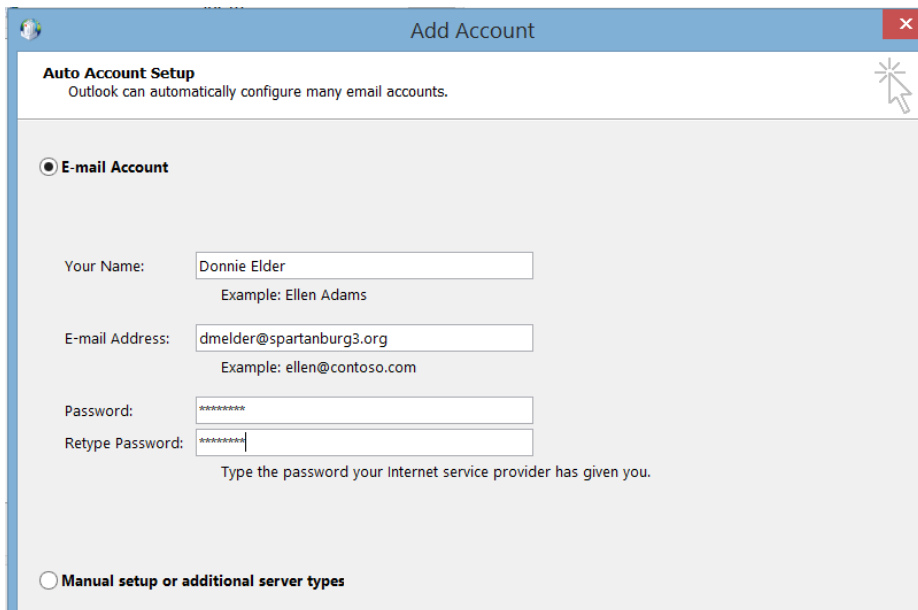 Add Account
Auto Account Setup
Outlook can automatically configure many email accounts.
E-mail Account
Your Name: Donnie Elder
Example: Ellen Adams
E-mail Address: dmelder@spartanburg3.org
Example: ellen@contoso.com
Password: ********
Retype Password: ********
Type the password your Internet service provider has given you.
Manual setup or additional server types